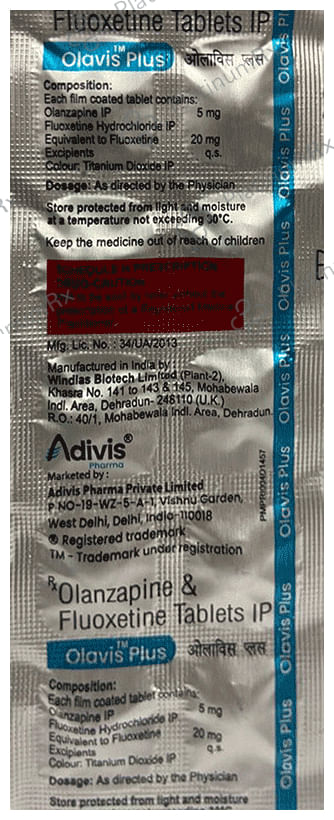 Fluoxetine Tablets IP
Olavis™ Plus ओलाविस प्लस
Composition:
Each film coated tablet contains:
Olanzapine IP 5 mg
Fluoxetine Hydrochloride IP
Equivalent to Fluoxetine 20 mg
Excipients q.s.
Colour: Titanium Dioxide IP
Dosage: As directed by the Physician
Store protected from light and moisture
at a temperature not exceeding 30°C.
Keep the medicine out of reach of children
Mfg. Lic. No. : 34/UA/2013
Manufactured in India by
Windlas Biotech Limited (Plant-2),
Khasra No. 141 to 143 & 145, Mohabewala
Indl. Area, Dehradun- 248110 (U.K.)
R.O.: 40/1, Mohabewala Indl. Area, Dehradun.
Adivis®
Pharma
Marketed by :
Adivis Pharma Private Limited
P NO-19-WZ-5-A-1, Vishnu Garden,
West Delhi, Delhi, India-110018
® Registered trademark
TM - Trademark under registration
Rx Olanzapine &
Fluoxetine Tablets IP
Olavis™ Plus ओलाविस प्लस
Composition:
Each film coated tablet contains:
Olanzapine IP 5 mg
Fluoxetine Hydrochloride IP
Equivalent to Fluoxetine 20 mg
Excipients q.s.
Colour: Titanium Dioxide IP
Dosage: As directed by the Physician
Store protected from light and moisture
Olavis Plus
Olavis Plus
Olavis Plus
Olavis Plus
Olavis Plus
Olavis Plus